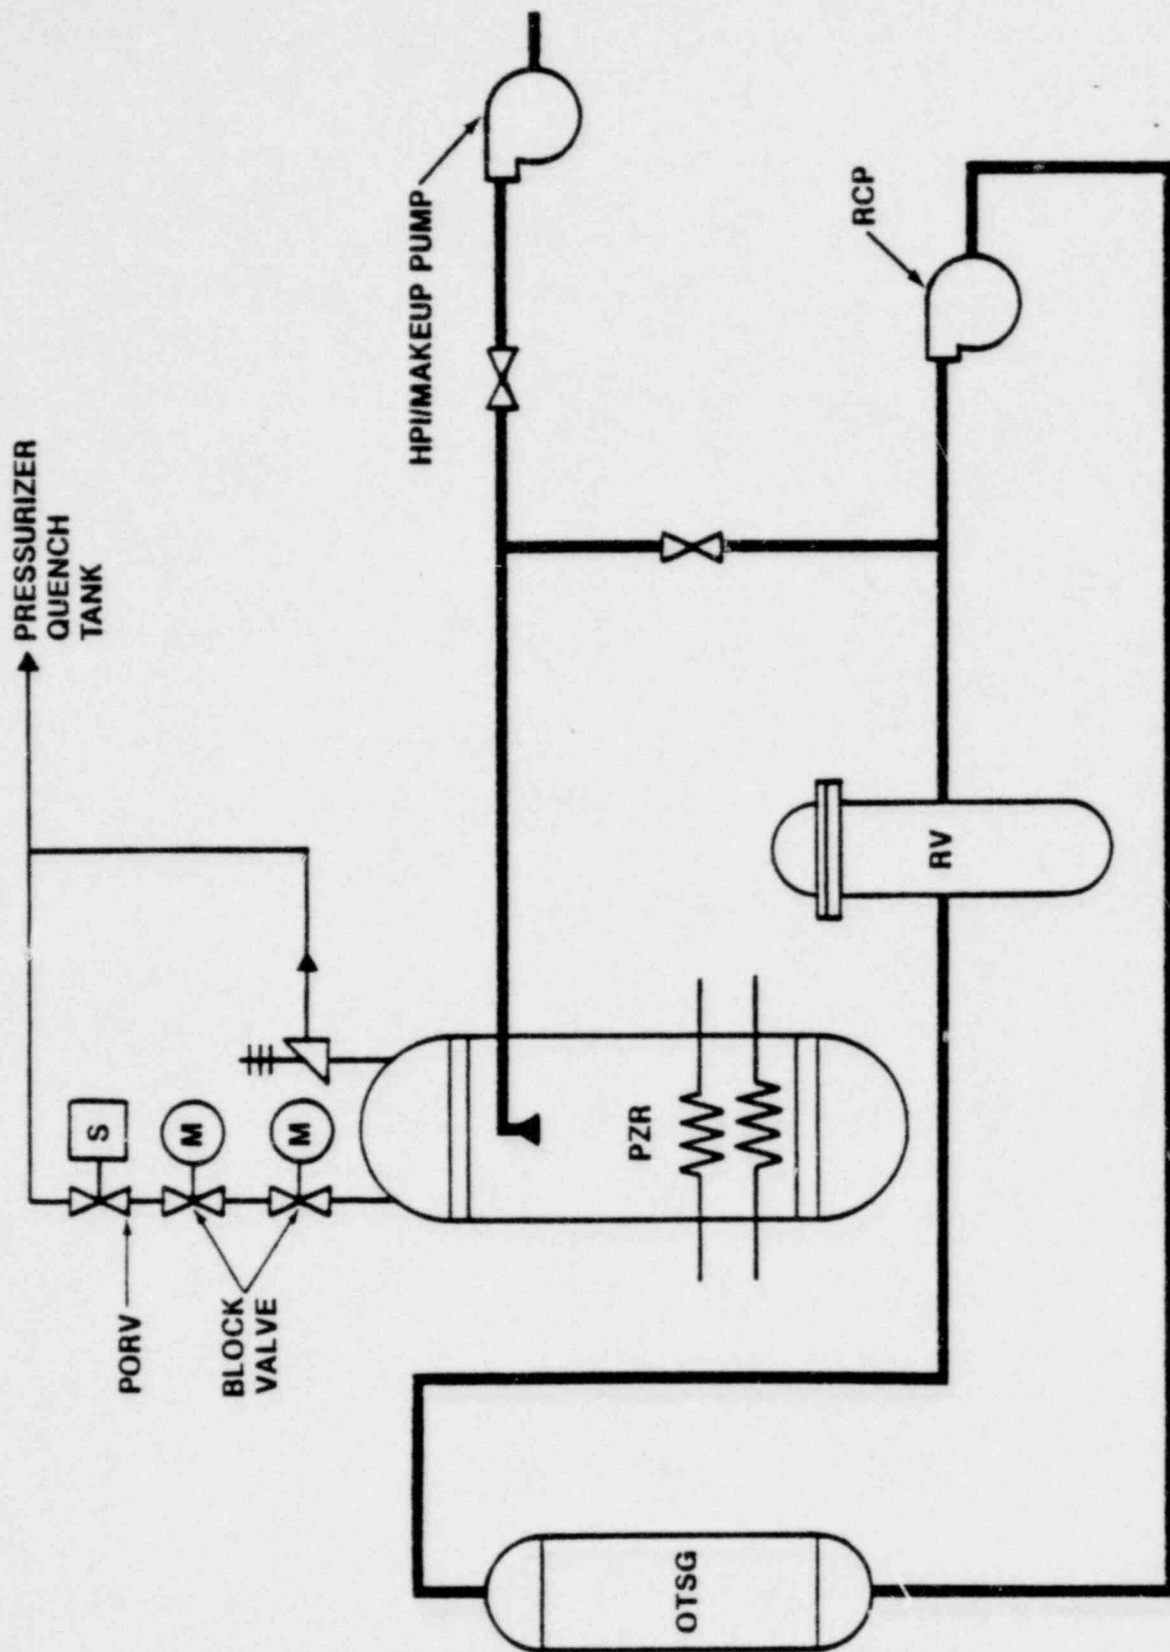 PRESSURIZER
QUENCH
TANK
HPI/MAKEUP PUMP
RCP
S
M
M
PORV
BLOCK
VALVE
PZR
RV
OTSG